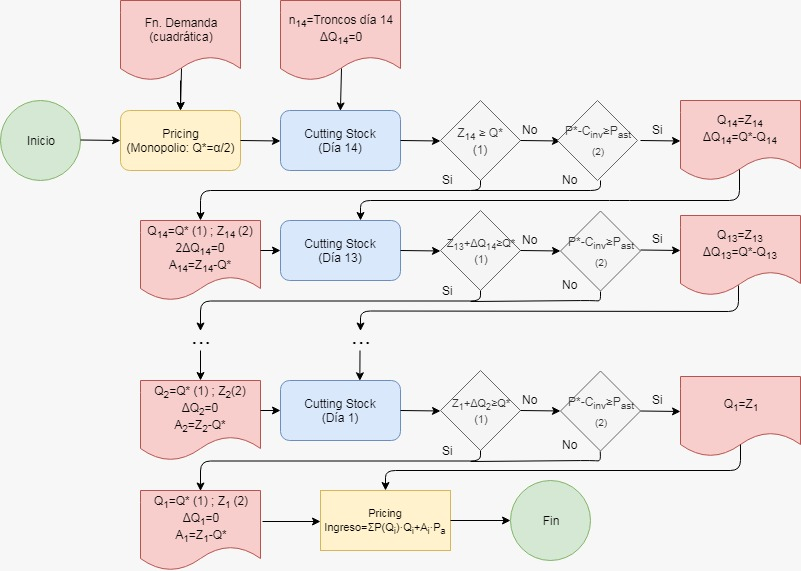 Fn. Demanda
(cuadrática)
n₁₄=Troncos día 14
ΔQ₁₄=0
Inicio
Pricing
(Monopolio: Q*=α/2)
Cutting Stock
(Día 14)
Z₁₄ ≥ Q*
(1)
No
P*-Cᵢₙᵥ≥Pₐₛₜ
(2)
Si
Q₁₄=Z₁₄
ΔQ₁₄=Q*-Q₁₄
Si
No
Q₁₄=Q* (1) ; Z₁₄ (2)
2ΔQ₁₄=0
A₁₄=Z₁₄-Q*
Cutting Stock
(Día 13)
Z₁₃+ΔQ₁₄≥Q*
(1)
No
P*-Cᵢₙᵥ≥Pₐₛₜ
(2)
Si
Q₁₃=Z₁₃
ΔQ₁₃=Q*-Q₁₃
Si
No
...
...
Q₂=Q* (1) ; Z₂(2)
ΔQ₂=0
A₂=Z₂-Q*
Cutting Stock
(Día 1)
Z₁+ΔQ₂≥Q*
(1)
No
P*-Cᵢₙᵥ≥Pₐₛₜ
(2)
Si
Q₁=Z₁
Si
No
Q₁=Q* (1) ; Z₁ (2)
ΔQ₁=0
A₁=Z₁-Q*
Pricing
Ingreso=ΣP(Qᵢ)·Qᵢ+Aᵢ·Pₐ
Fin